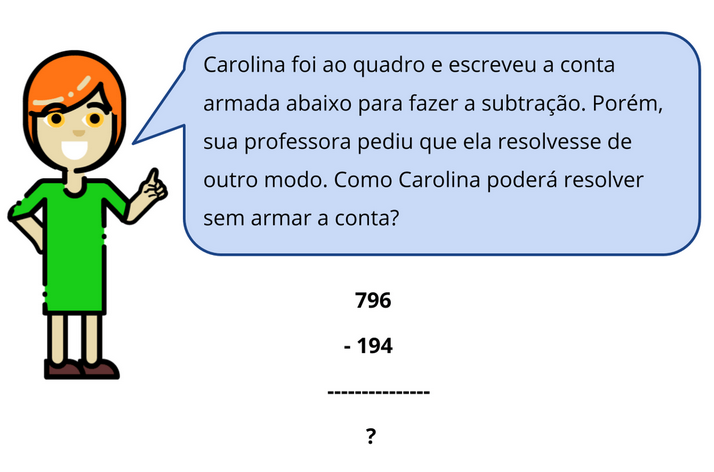 Carolina foi ao quadro e escreveu a conta
armada abaixo para fazer a subtração. Porém,
sua professora pediu que ela resolvesse de
outro modo. Como Carolina poderá resolver
sem armar a conta?
796
- 194
---------------
?